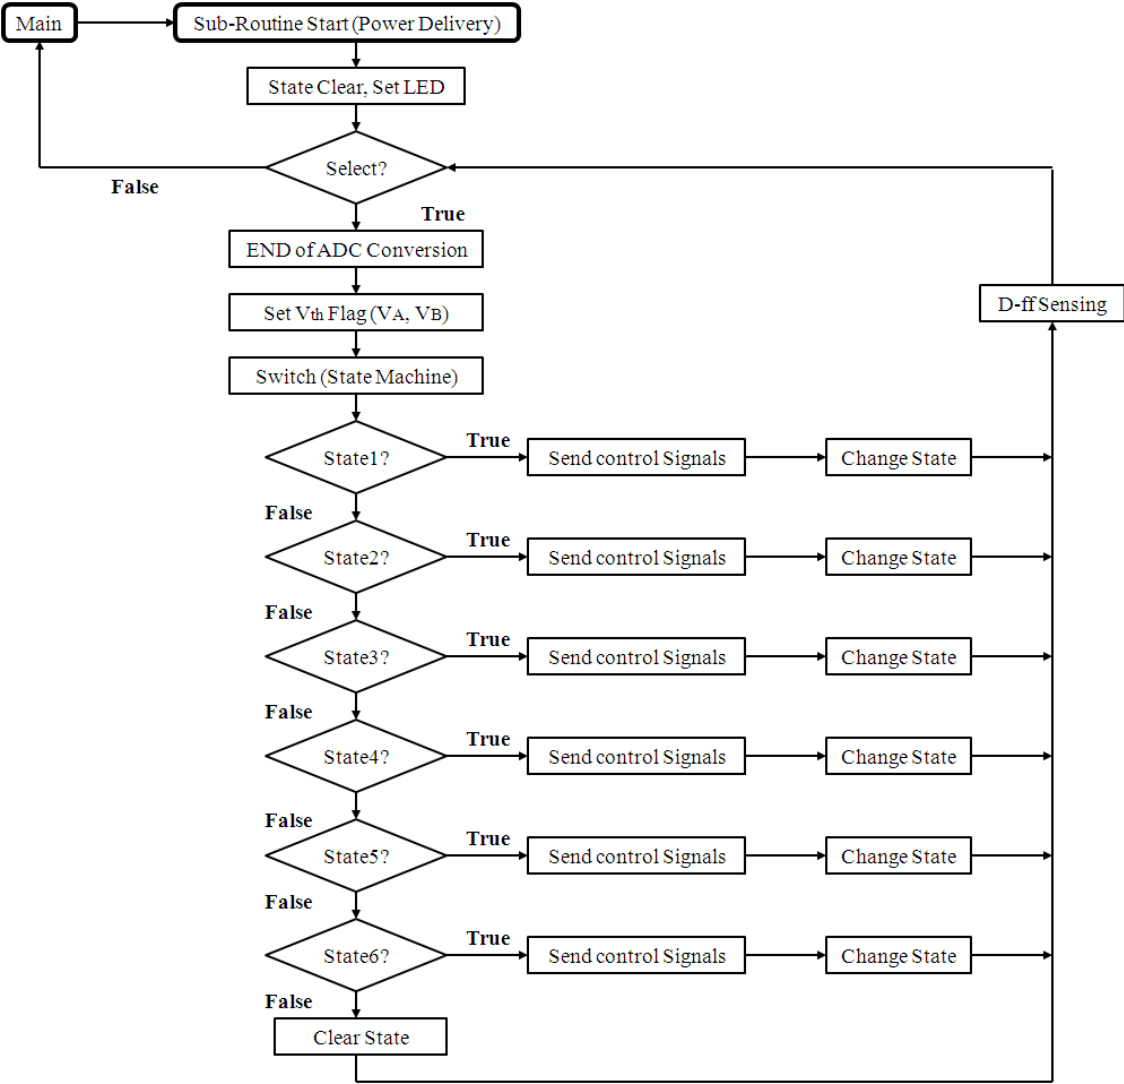 Main
Sub-Routine Start (Power Delivery)
State Clear, Set LED
Select?
False
True
END of ADC Conversion
Set Vth Flag (VA, VB)
D-ff Sensing
Switch (State Machine)
State1?
True
Send control Signals
Change State
False
State2?
True
Send control Signals
Change State
False
State3?
True
Send control Signals
Change State
False
State4?
True
Send control Signals
Change State
False
State5?
True
Send control Signals
Change State
False
State6?
True
Send control Signals
Change State
False
Clear State